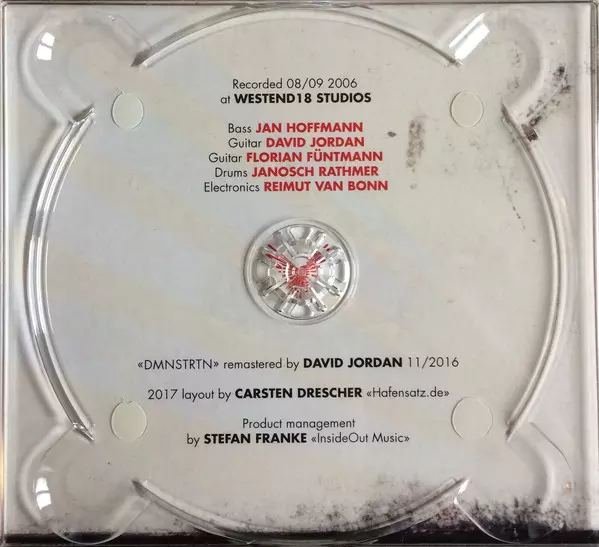 Recorded 08/09 2006
at WESTEND18 STUDIOS
Bass JAN HOFFMANN
Guitar DAVID JORDAN
Guitar FLORIAN FÜNTMANN
Drums JANOSCH RATHMER
Electronics REIMUT VAN BONN
«DMNSTRTN» remastered by DAVID JORDAN 11/2016
2017 layout by CARSTEN DRESCHER «Hafensatz.de»
Product management
by STEFAN FRANKE «InsideOut Music»